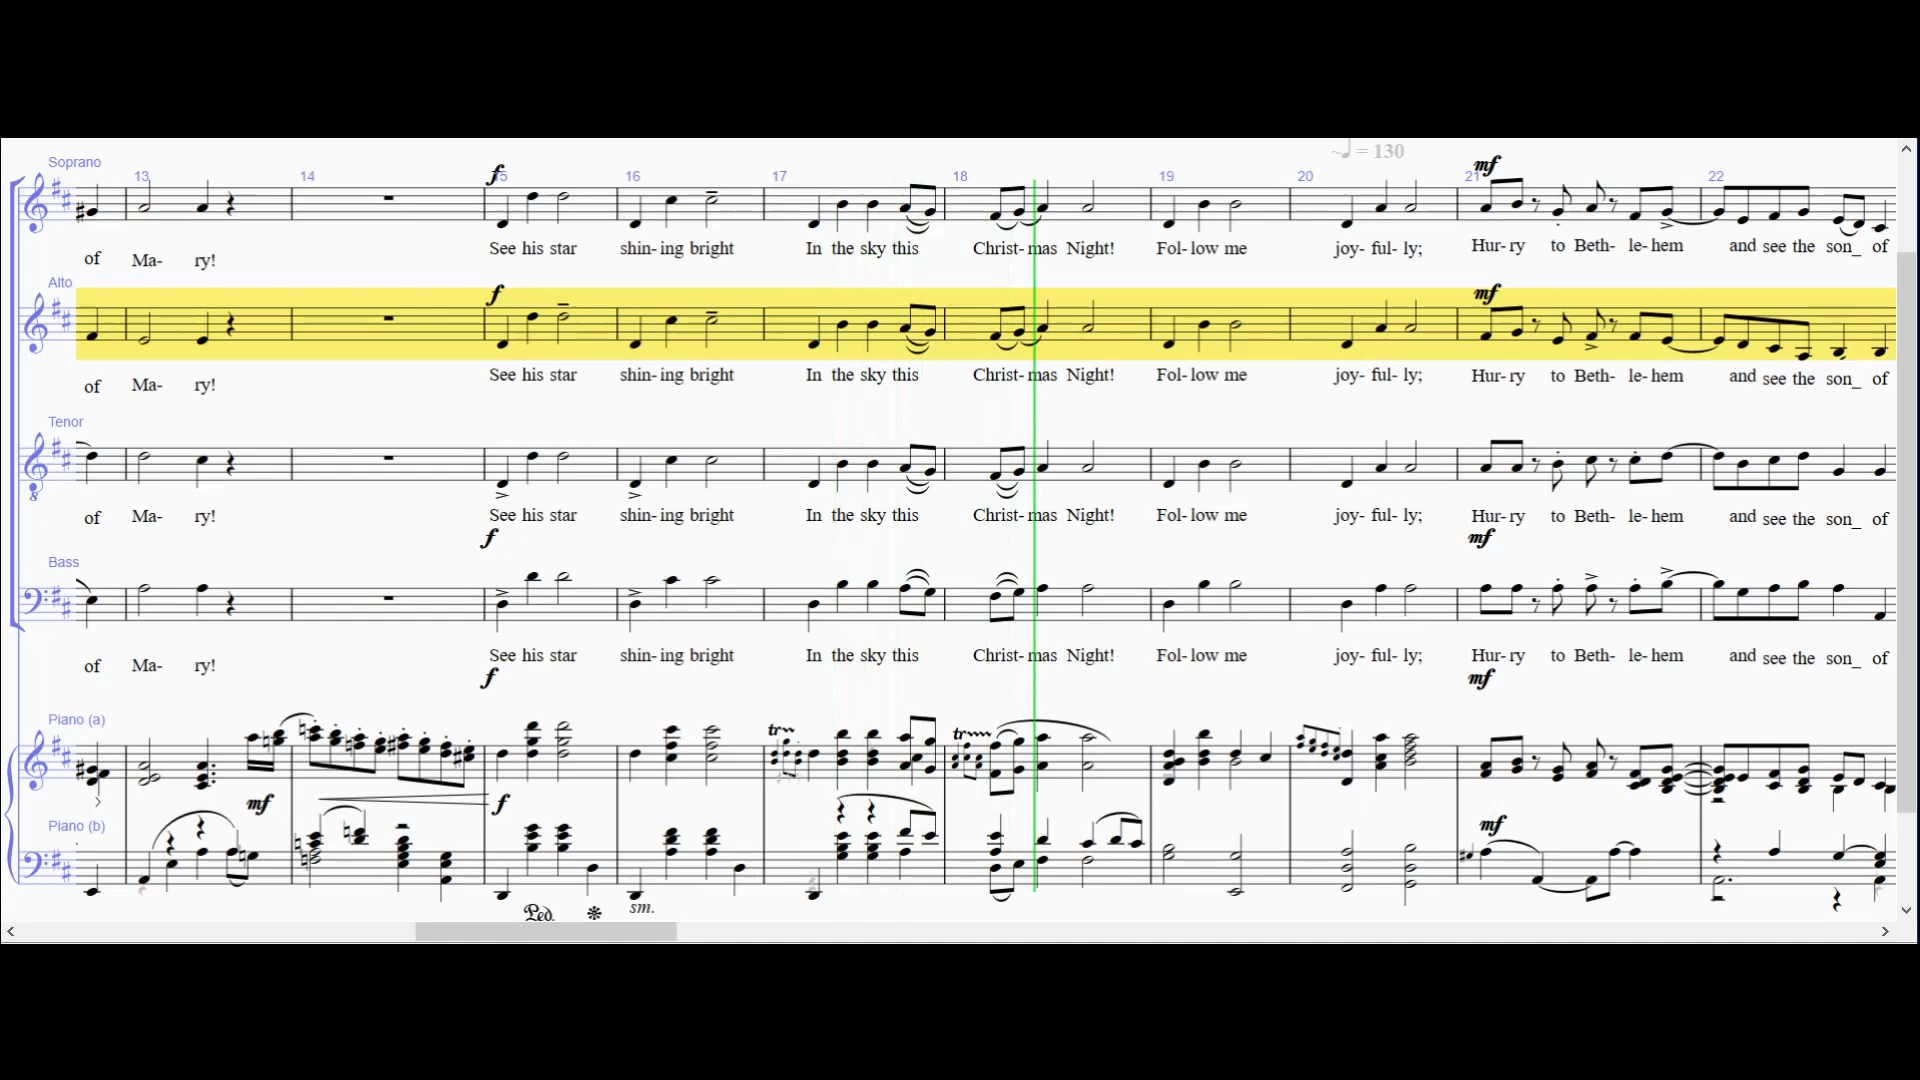 ~♩ = 130
Soprano
13 14 15 16 17 18 19 20 21 22
f mf
of Ma- ry! See his star shin- ing bright In the sky this Christ- mas Night! Fol- low me joy- ful- ly; Hur- ry to Beth- le- hem and see the son_ of
Alto
f mf
of Ma- ry! See his star shin- ing bright In the sky this Christ- mas Night! Fol- low me joy- ful- ly; Hur- ry to Beth- le- hem and see the son_ of
Tenor
8
of Ma- ry! See his star shin- ing bright In the sky this Christ- mas Night! Fol- low me joy- ful- ly; Hur- ry to Beth- le- hem and see the son_ of
f mf
Bass
of Ma- ry! See his star shin- ing bright In the sky this Christ- mas Night! Fol- low me joy- ful- ly; Hur- ry to Beth- le- hem and see the son_ of
f mf
Piano (a)
tr tr
mf f
Piano (b)
mf
Ped. sm.